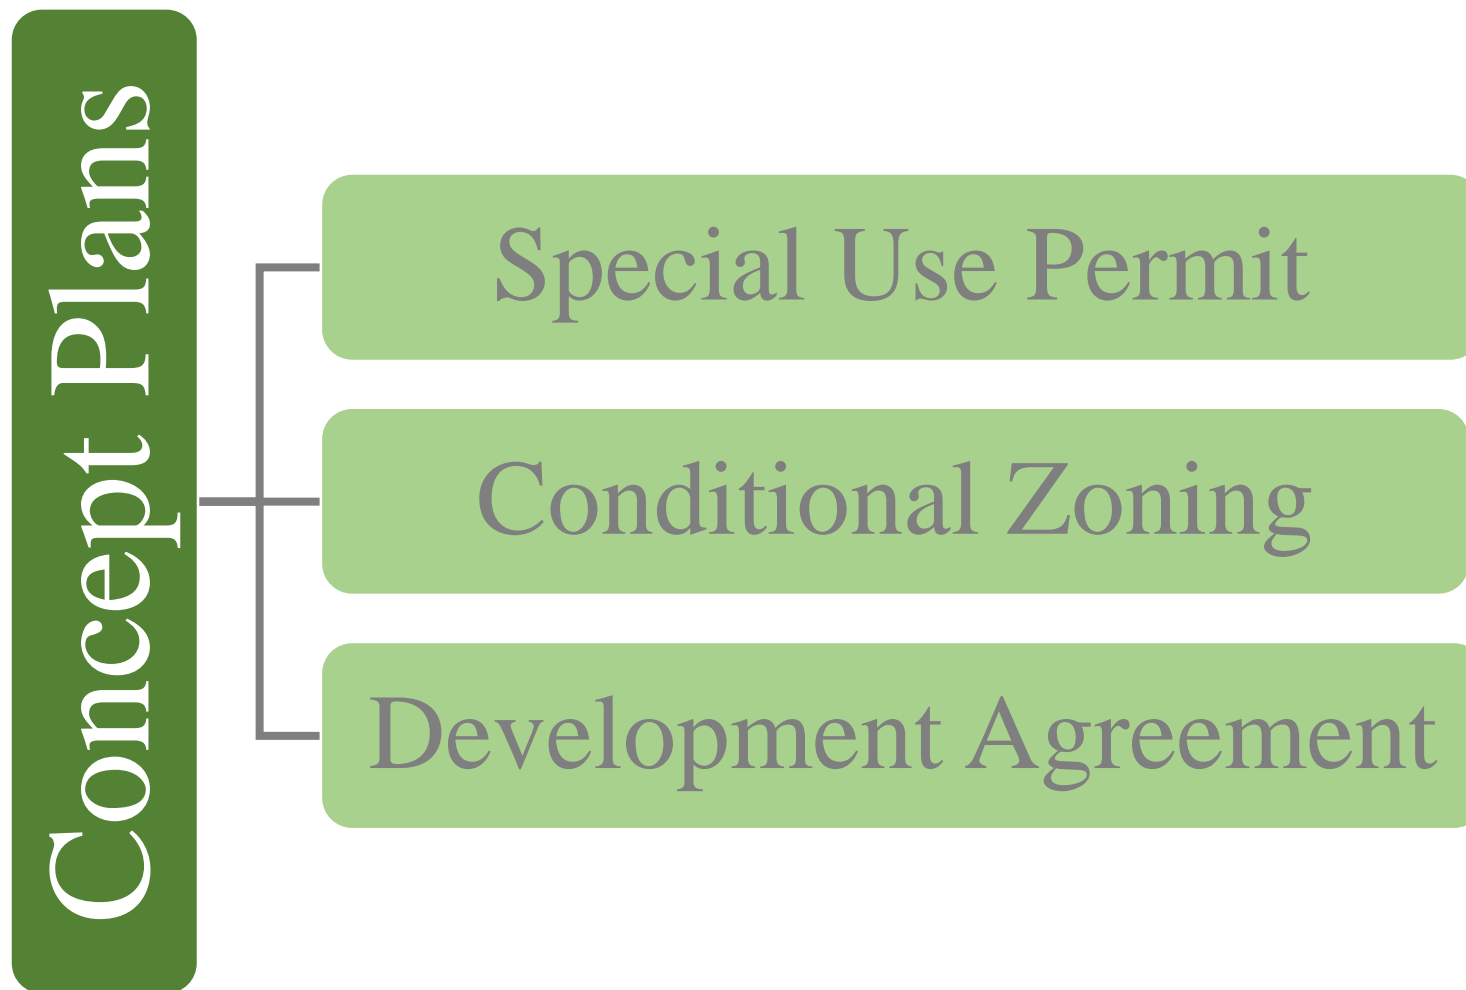 Concept Plans
Special Use Permit
Conditional Zoning
Development Agreement